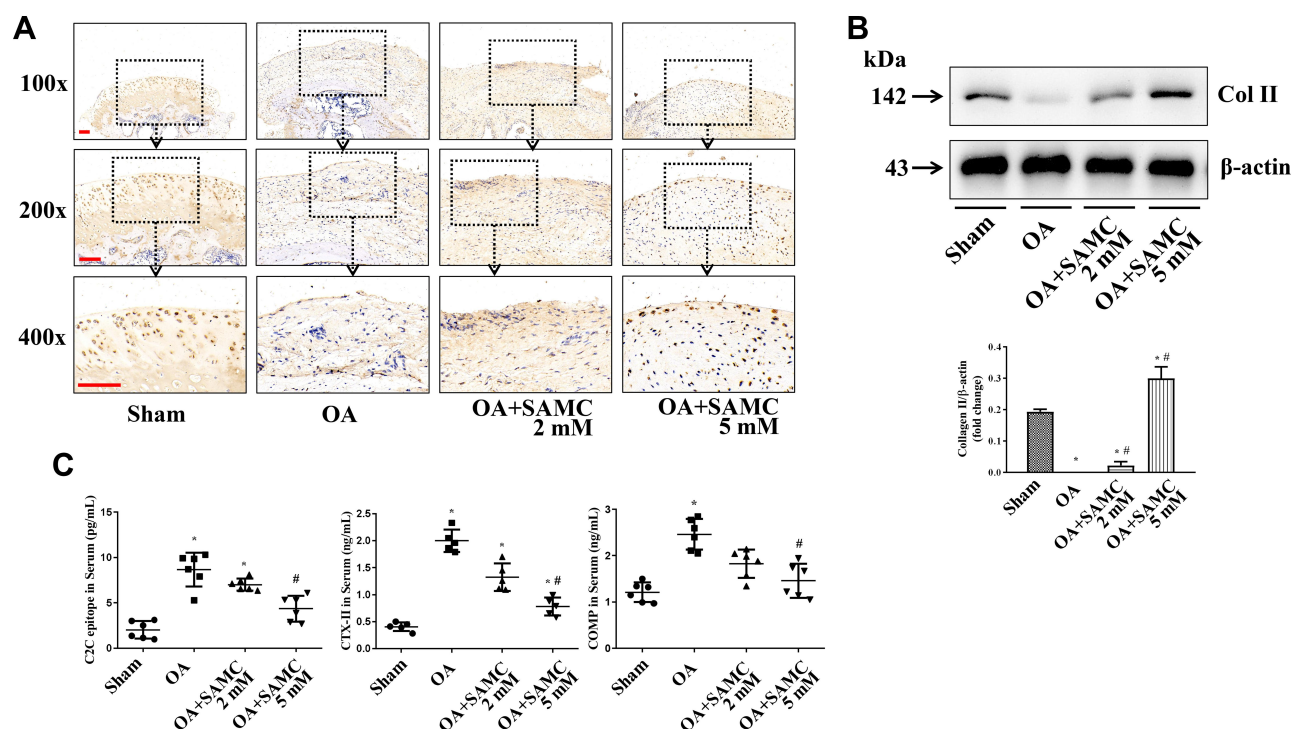 A
100x
200x
400x
Sham
OA
OA+SAMC
2 mM
OA+SAMC
5 mM
B
kDa
142
Col II
43
β-actin
Sham
OA
OA+SAMC
2 mM
OA+SAMC
5 mM
Collagen II/β-actin
(fold change)
0.4
0.3
0.2
0.1
0.0
*
* #
* #
Sham
OA
OA+SAMC
2 mM
OA+SAMC
5 mM
C
C2C epitope in Serum (pg/mL)
15
10
5
0
*
*
#
Sham
OA
OA+SAMC
2 mM
OA+SAMC
5 mM
CTX-II in Serum (ng/mL)
2.5
2.0
1.5
1.0
0.5
0.0
*
*
* #
Sham
OA
OA+SAMC
2 mM
OA+SAMC
5 mM
COMP in Serum (ng/mL)
3
2
1
0
*
#
Sham
OA
OA+SAMC
2 mM
OA+SAMC
5 mM